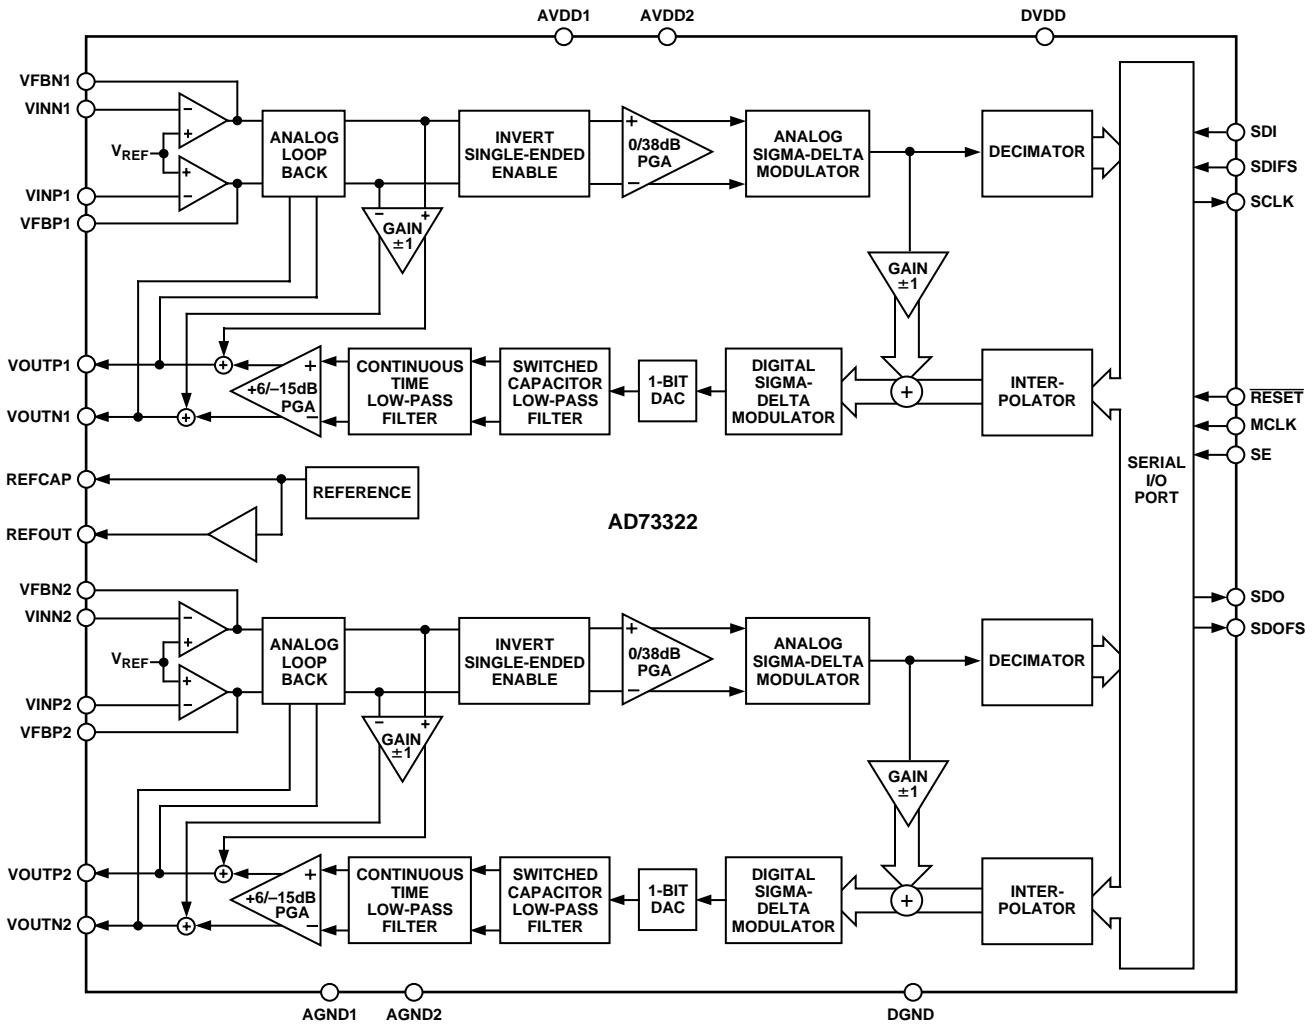 AVDD1 AVDD2 DVDD
VFBN1
VINN1
VREF
VINP1
VFBP1
− + + −
ANALOG
LOOP
BACK
INVERT
SINGLE-ENDED
ENABLE
+
0/38dB
PGA
−
ANALOG
SIGMA-DELTA
MODULATOR
DECIMATOR
SDI
SDIFS
SCLK
− +
GAIN
±1
GAIN
±1
VOUTP1
VOUTN1
+
+
+
+6/–15dB
PGA
−
CONTINUOUS
TIME
LOW-PASS
FILTER
SWITCHED
CAPACITOR
LOW-PASS
FILTER
1-BIT
DAC
DIGITAL
SIGMA-
DELTA
MODULATOR
+
INTER-
POLATOR
RESET
MCLK
SE
SERIAL
I/O
PORT
REFCAP
REFOUT
REFERENCE
AD73322
VFBN2
VINN2
VREF
VINP2
VFBP2
− + + −
ANALOG
LOOP
BACK
INVERT
SINGLE-ENDED
ENABLE
+
0/38dB
PGA
−
ANALOG
SIGMA-DELTA
MODULATOR
DECIMATOR
SDO
SDOFS
− +
GAIN
±1
GAIN
±1
VOUTP2
VOUTN2
+
+
+
+6/–15dB
PGA
−
CONTINUOUS
TIME
LOW-PASS
FILTER
SWITCHED
CAPACITOR
LOW-PASS
FILTER
1-BIT
DAC
DIGITAL
SIGMA-
DELTA
MODULATOR
+
INTER-
POLATOR
AGND1 AGND2 DGND